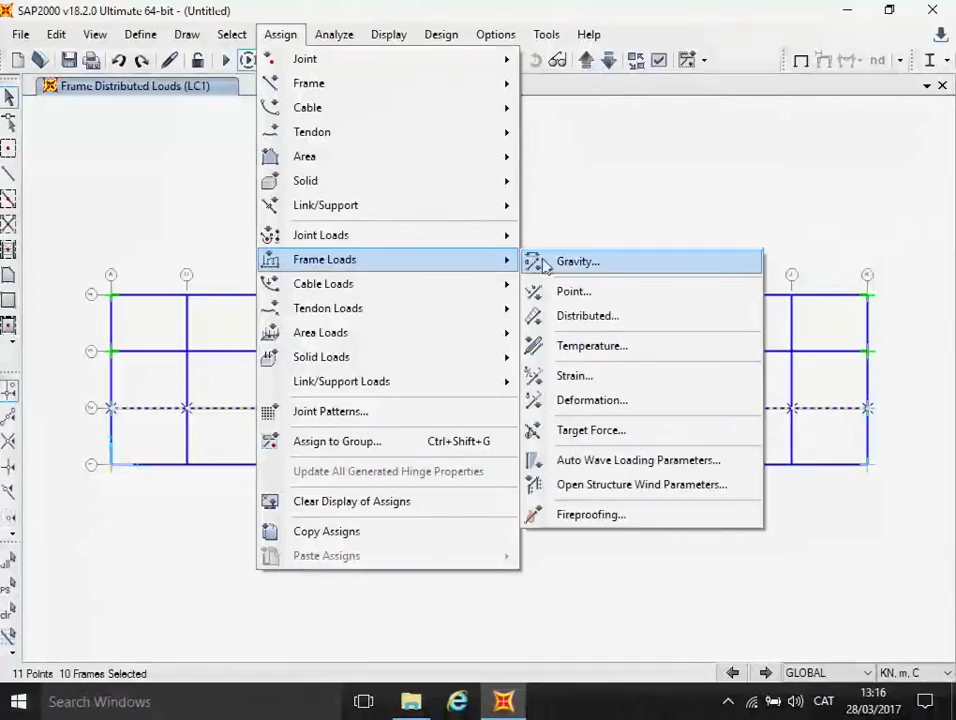 SAP2000 v18.2.0 Ultimate 64-bit - (Untitled)
File Edit View Define Draw Select Assign Analyze Display Design Options Tools Help
nd
Frame Distributed Loads (LC1)
Joint
Frame
Cable
Tendon
Area
Solid
Link/Support
Joint Loads
Frame Loads
Cable Loads
Tendon Loads
Area Loads
Solid Loads
Link/Support Loads
Joint Patterns...
Assign to Group... Ctrl+Shift+G
Update All Generated Hinge Properties
Clear Display of Assigns
Copy Assigns
Paste Assigns
Gravity...
Point...
Distributed...
Temperature...
Strain...
Deformation...
Target Force...
Auto Wave Loading Parameters...
Open Structure Wind Parameters...
Fireproofing...
all
PS
clr
11 Points 10 Frames Selected
GLOBAL
KN, m, C
Search Windows
CAT
13:16
28/03/2017